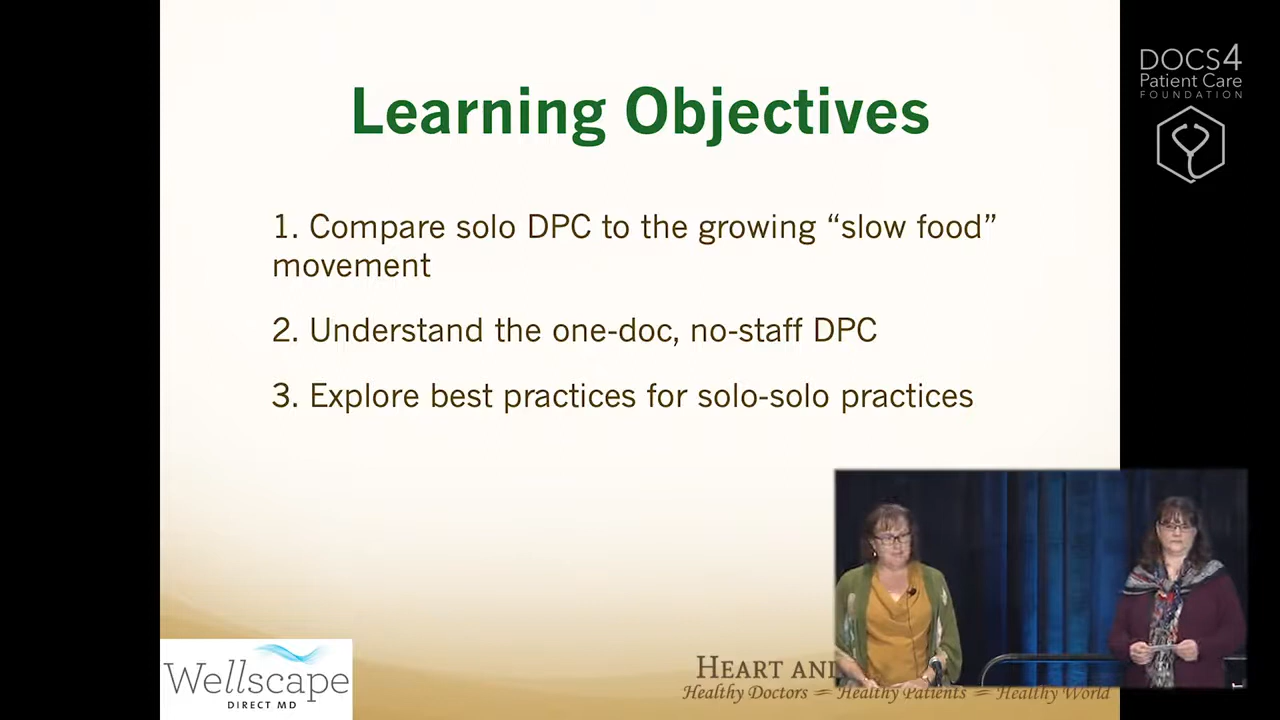 Learning Objectives
1. Compare solo DPC to the growing “slow food”
movement
2. Understand the one-doc, no-staff DPC
3. Explore best practices for solo-solo practices
DOCS4
Patient Care
FOUNDATION
Wellscape
DIRECT MD
HEART AND
Healthy Doctors = Healthy Patients = Healthy World